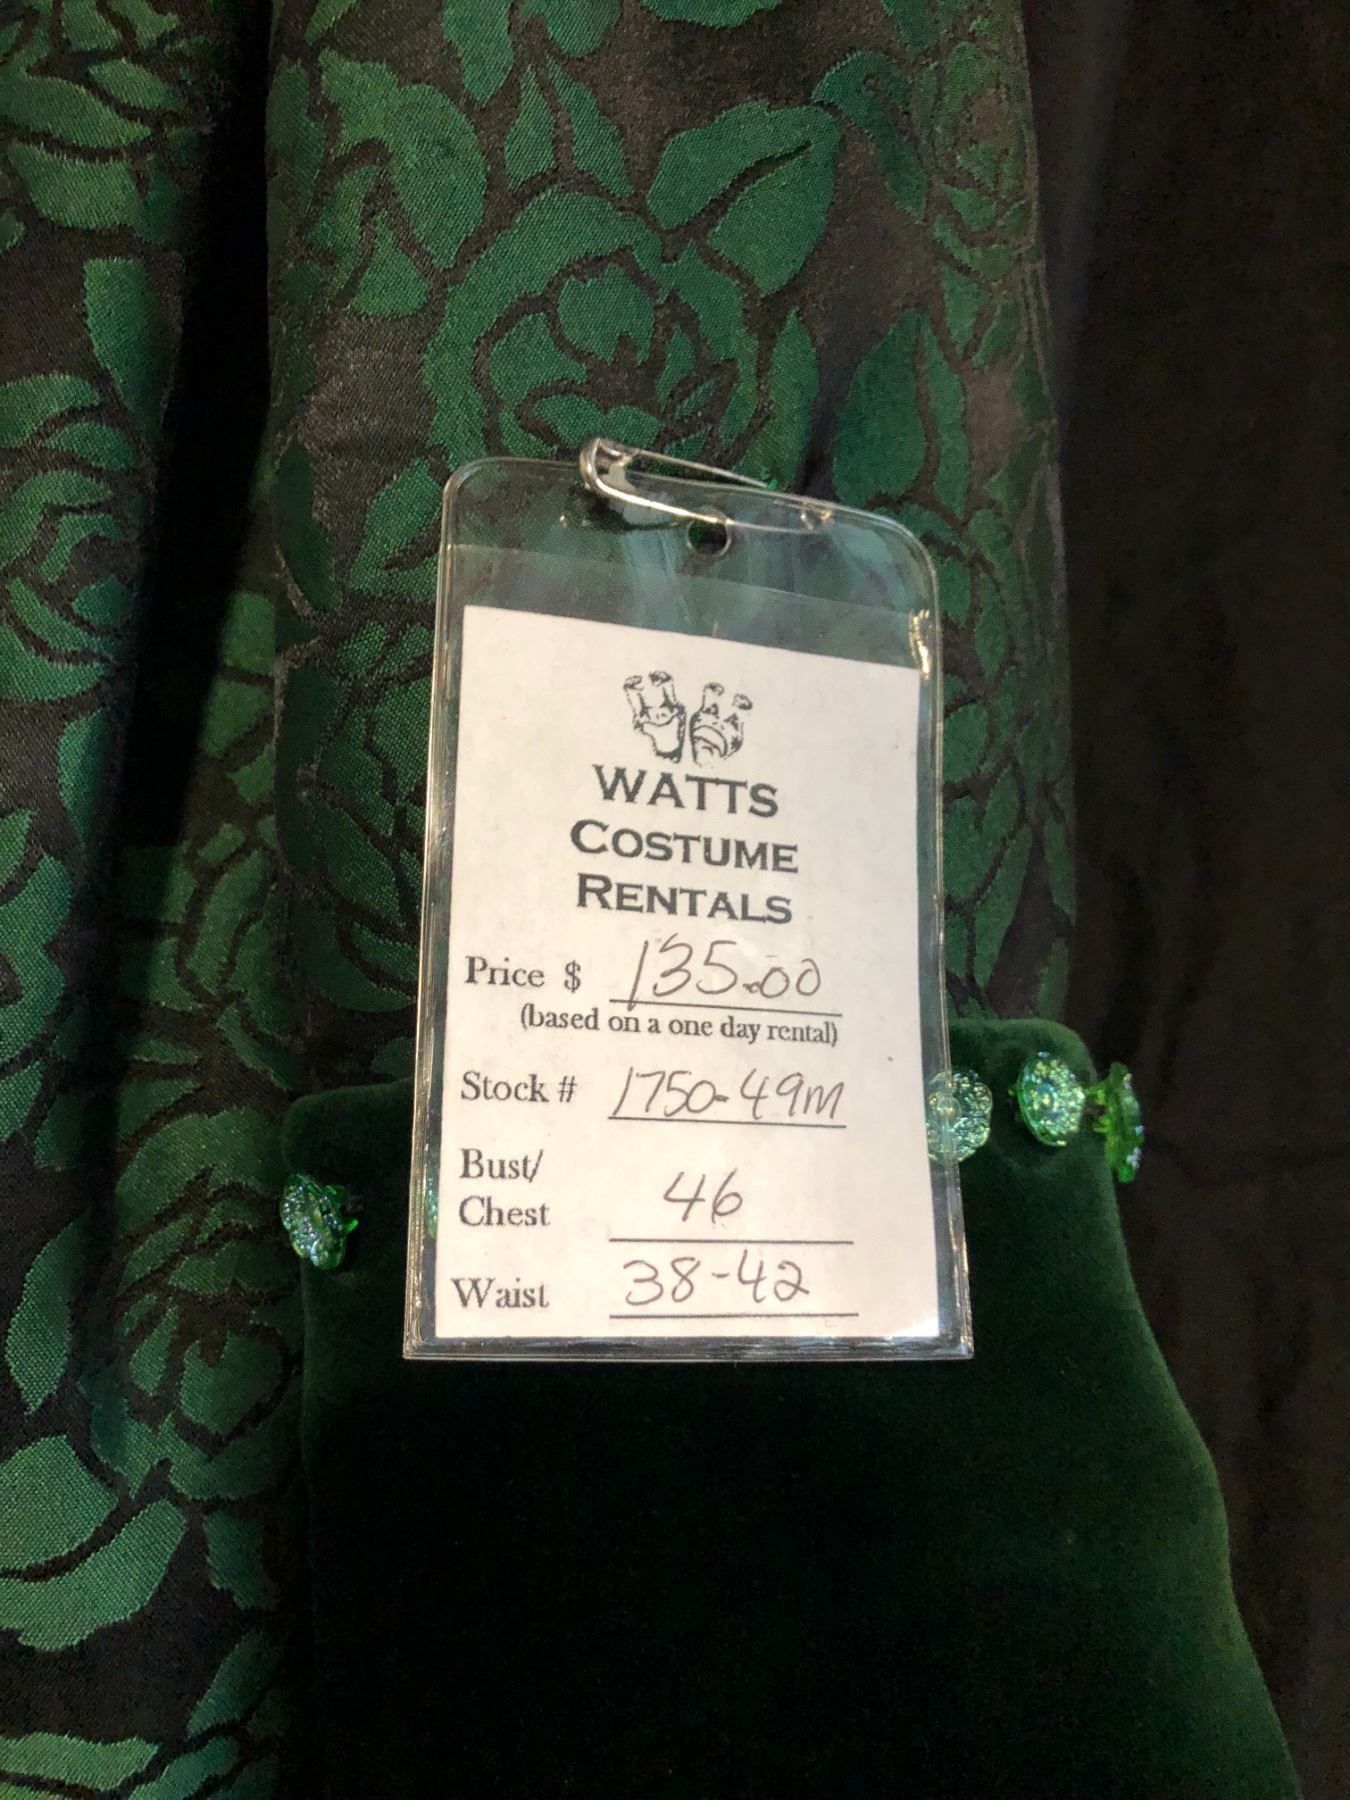 WATTS
COSTUME
RENTALS
Price $ 135.00
(based on a one day rental)
Stock # 1750-49M
Bust/
Chest 46
Waist 38-42